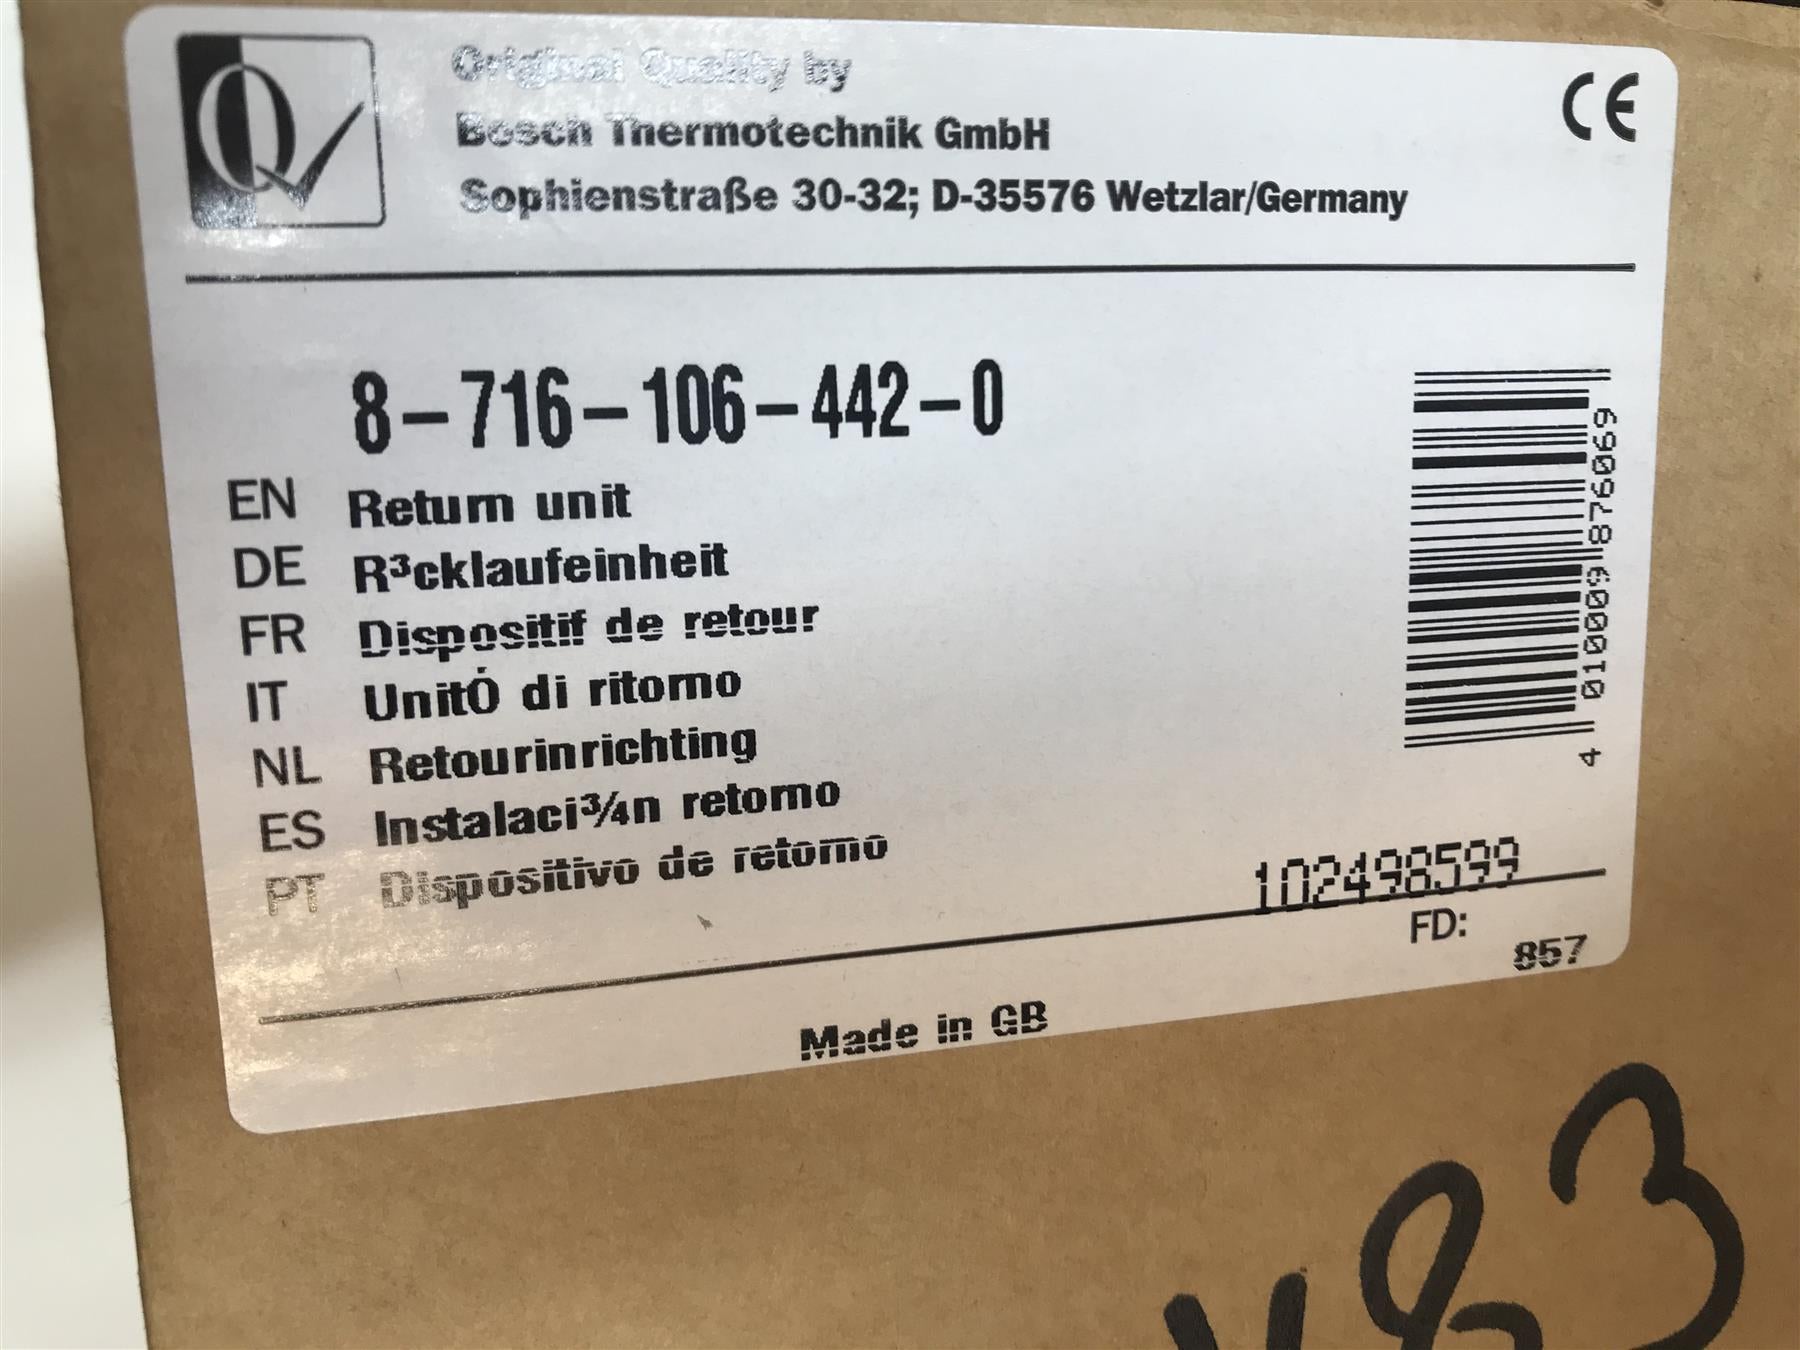 Q
Original Quality by
Bosch Thermotechnik GmbH
Sophienstraße 30-32; D-35576 Wetzlar/Germany
CE
8-716-106-442-0
EN Return unit
DE R³cklaufeinheit
FR Dispositif de retour
IT UnitÓ di ritorno
NL Retourinrichting
ES Instalaci¾n retorno
PT Dispositivo de retorno
4 010009 876069
102498599
FD:
857
Made in GB